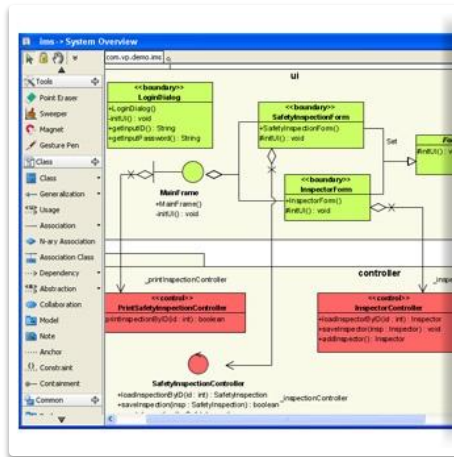 ims -> System Overview
com.vp.demo.ims
Tools
Point Eraser
Sweeper
Magnet
Gesture Pen
Class
Class
Generalization
Usage
Association
N-ary Association
Association Class
Dependency
Abstraction
Collaboration
Model
Note
Anchor
Constraint
Containment
Common
ui
<<boundary>>
LoginDialog
+LoginDialog()
-initUI() : void
+getInputID() : String
+getInputPassword() : String
<<boundary>>
SafetyInspectionForm
+SafetyInspectionForm()
#initUI() : void
Set
#initUI() :
MainFrame
+MainFrame()
-initUI() : void
<<boundary>>
InspectorForm
+InspectorForm()
#initUI() : void
_printInspectionController
controller
_inspe
<<control>>
PrintSafetyInspectionController
printInspectionByID(id : int) : boolean
<<control>>
InspectorController
+loadInspectorByID(id : int) : Inspector
+saveInspector(insp : Inspector) : void
+addInspector() : Inspector
SafetyInspectionController
+loadInspectionByID(id : int) : SafetyInspection
+saveInspection(insp : SafetyInspection) : boolean
_inspectionController